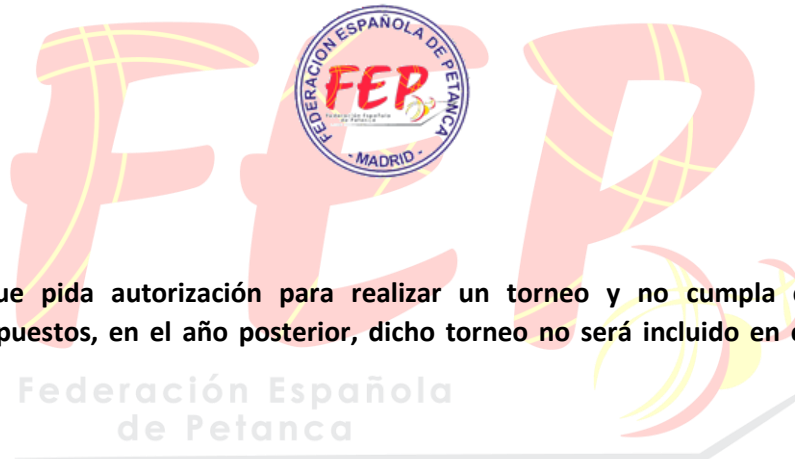 FEDERACION ESPAÑOLA DE PETANCA
FEP
Federación Española
de Petanca
- MADRID -
FEP
ue pida autorización para realizar un torneo y no cumpla
puestos, en el año posterior, dicho torneo no será incluido en
Federación Española
de Petanca